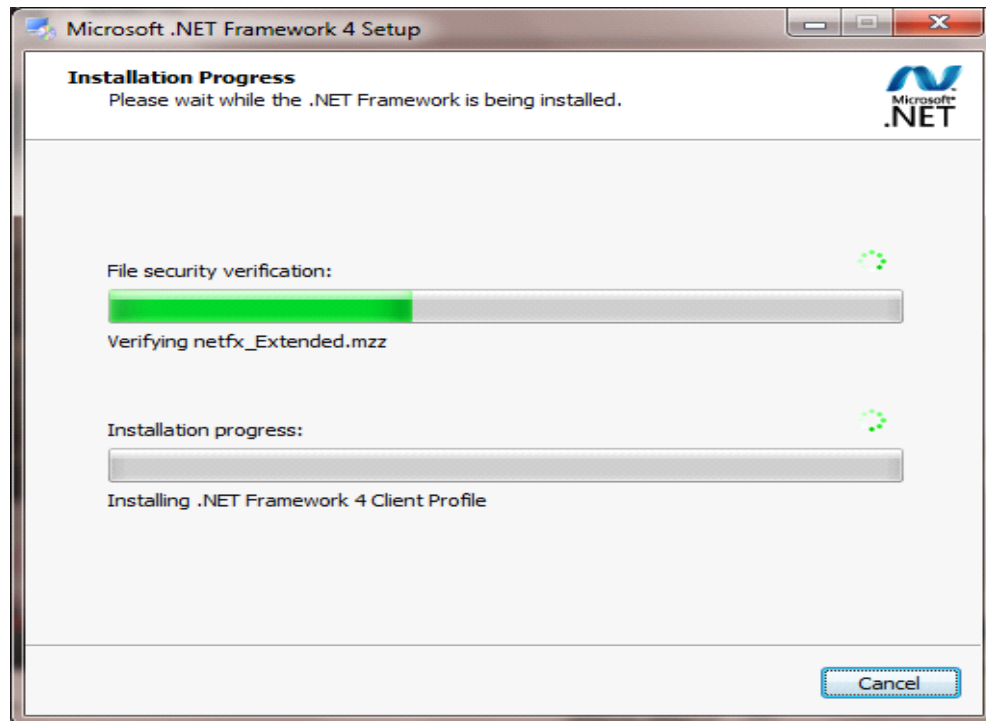 Microsoft .NET Framework 4 Setup
Installation Progress
Please wait while the .NET Framework is being installed.
Microsoft®
.NET
File security verification:
Verifying netfx_Extended.mzz
Installation progress:
Installing .NET Framework 4 Client Profile
Cancel